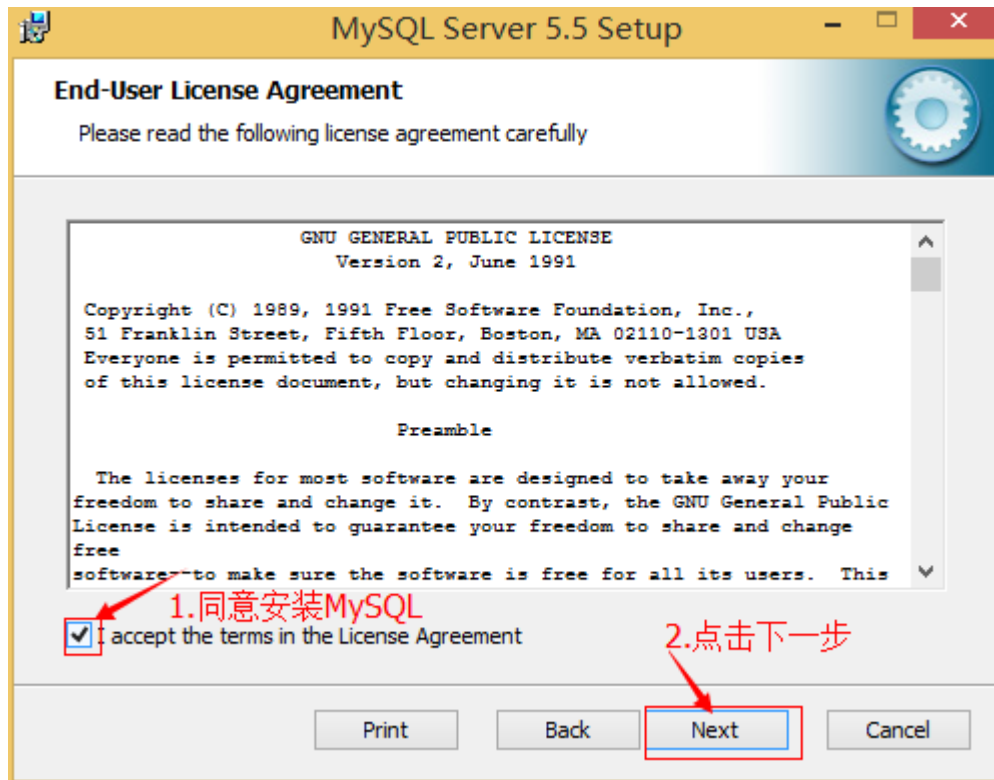 MySQL Server 5.5 Setup
End-User License Agreement
Please read the following license agreement carefully
GNU GENERAL PUBLIC LICENSE
Version 2, June 1991
Copyright (C) 1989, 1991 Free Software Foundation, Inc.,
51 Franklin Street, Fifth Floor, Boston, MA 02110-1301 USA
Everyone is permitted to copy and distribute verbatim copies
of this license document, but changing it is not allowed.
Preamble
The licenses for most software are designed to take away your
freedom to share and change it. By contrast, the GNU General Public
License is intended to guarantee your freedom to share and change
free
software--to make sure the software is free for all its users. This
1.同意安装MySQL
I accept the terms in the License Agreement
2.点击下一步
Print Back Next Cancel